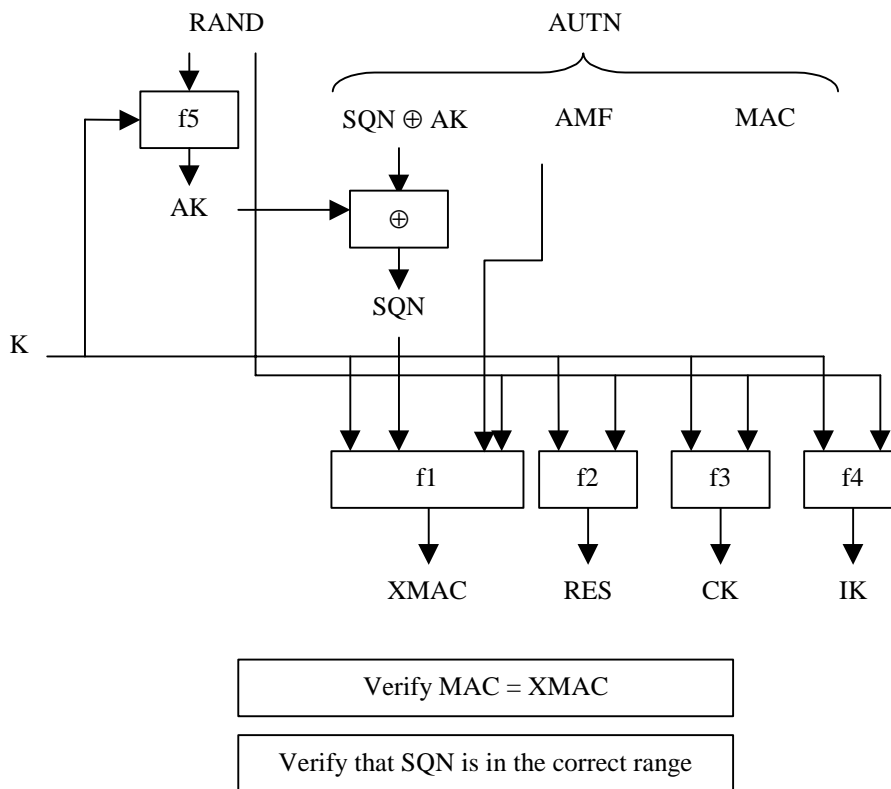 RAND AUTN
f5 SQN ⊕ AK AMF MAC
AK ⊕
SQN
K
f1 f2 f3 f4
XMAC RES CK IK
Verify MAC = XMAC
Verify that SQN is in the correct range